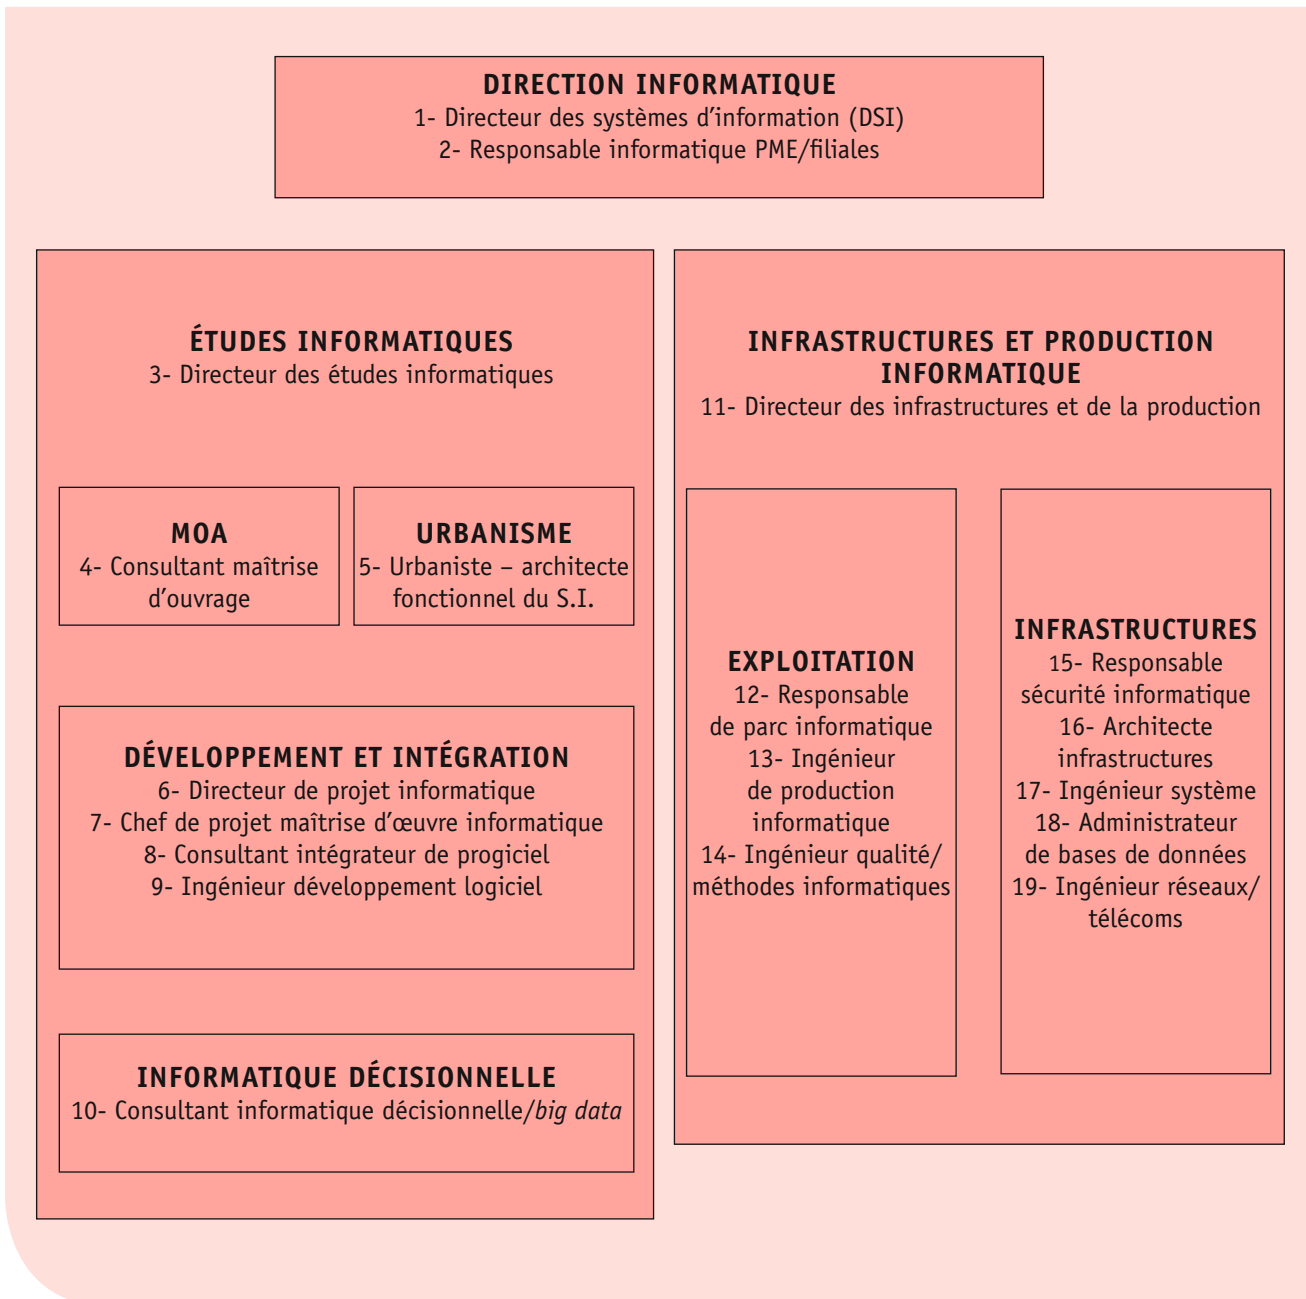 DIRECTION INFORMATIQUE
1- Directeur des systèmes d’information (DSI)
2- Responsable informatique PME/filiales
ÉTUDES INFORMATIQUES
3- Directeur des études informatiques
MOA
4- Consultant maîtrise
d’ouvrage
URBANISME
5- Urbaniste – architecte
fonctionnel du S.I.
DÉVELOPPEMENT ET INTÉGRATION
6- Directeur de projet informatique
7- Chef de projet maîtrise d’œuvre informatique
8- Consultant intégrateur de progiciel
9- Ingénieur développement logiciel
INFORMATIQUE DÉCISIONNELLE
10- Consultant informatique décisionnelle/big data
INFRASTRUCTURES ET PRODUCTION
INFORMATIQUE
11- Directeur des infrastructures et de la production
EXPLOITATION
12- Responsable
de parc informatique
13- Ingénieur
de production
informatique
14- Ingénieur qualité/
méthodes informatiques
INFRASTRUCTURES
15- Responsable
sécurité informatique
16- Architecte
infrastructures
17- Ingénieur système
18- Administrateur
de bases de données
19- Ingénieur réseaux/
télécoms